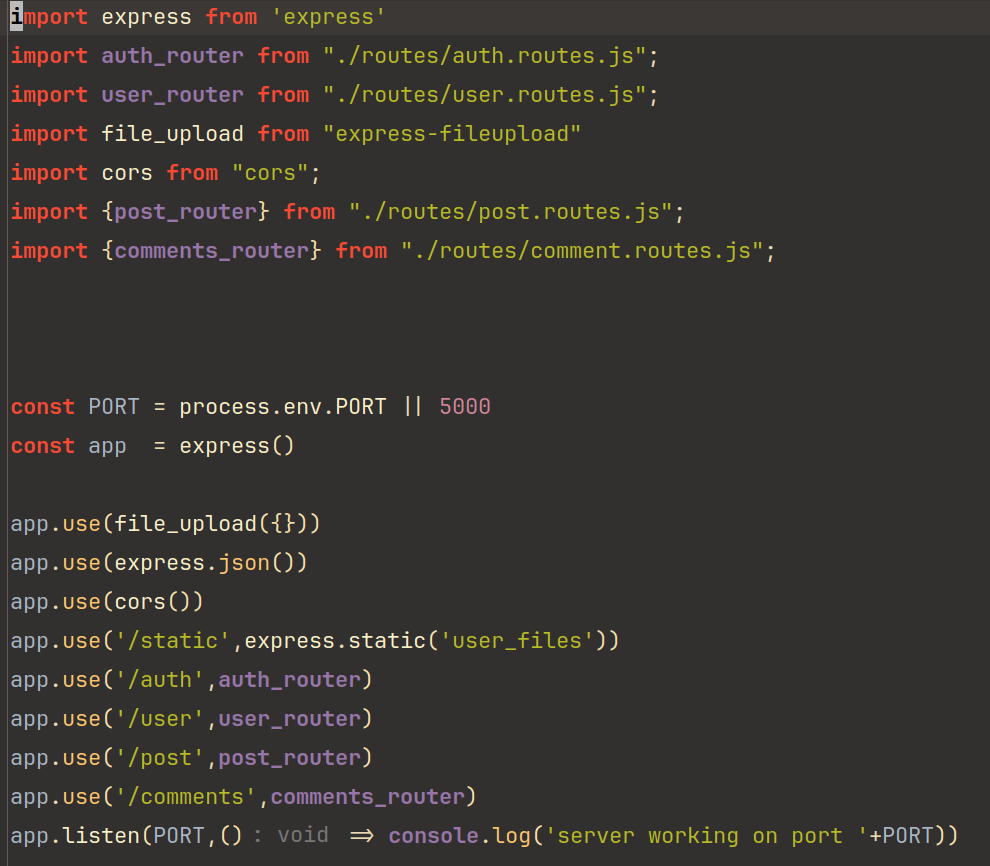 import express from 'express'
import auth_router from "./routes/auth.routes.js";
import user_router from "./routes/user.routes.js";
import file_upload from "express-fileupload"
import cors from "cors";
import {post_router} from "./routes/post.routes.js";
import {comments_router} from "./routes/comment.routes.js";
const PORT = process.env.PORT || 5000
const app  = express()
app.use(file_upload({}))
app.use(express.json())
app.use(cors())
app.use('/static',express.static('user_files'))
app.use('/auth',auth_router)
app.use('/user',user_router)
app.use('/post',post_router)
app.use('/comments',comments_router)
app.listen(PORT,() : void => console.log('server working on port '+PORT))